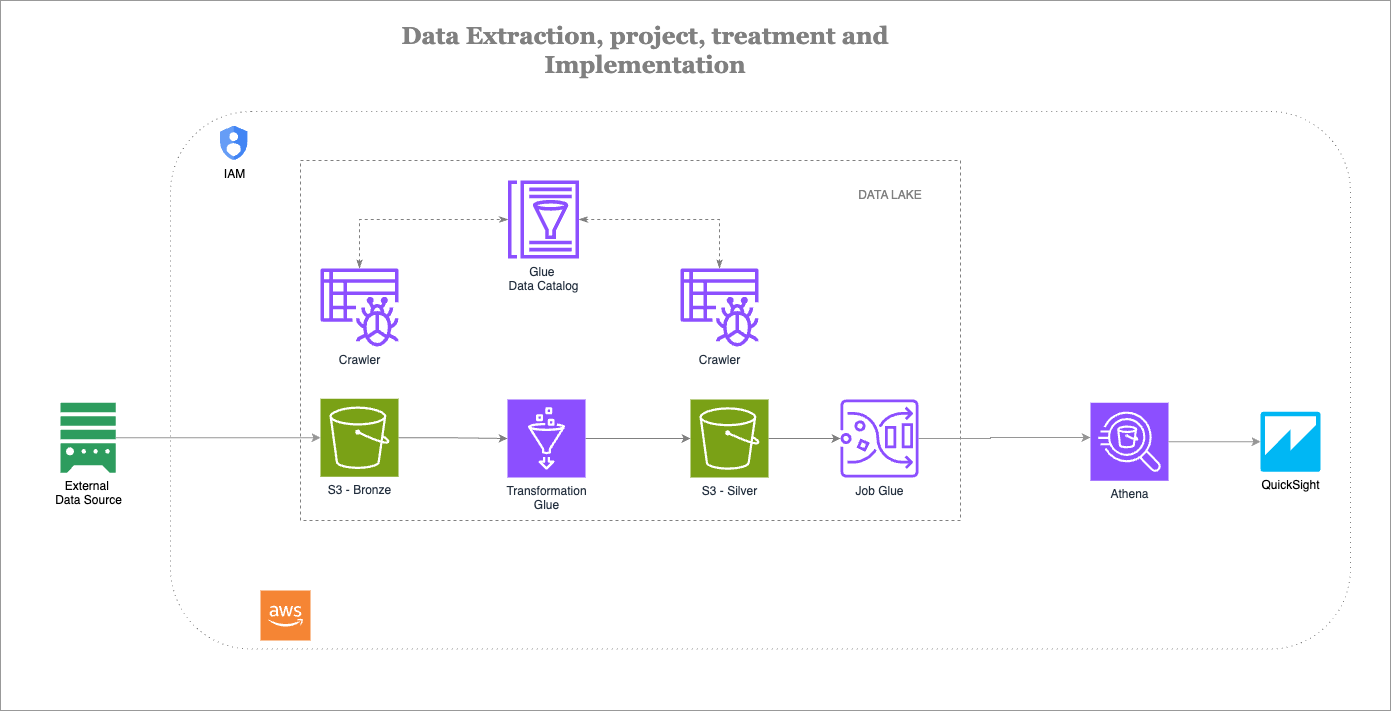 Data Extraction, project, treatment and
Implementation
IAM
DATA LAKE
Glue
Data Catalog
Crawler
Crawler
External
Data Source
S3 - Bronze
Transformation
Glue
S3 - Silver
Job Glue
Athena
QuickSight
aws